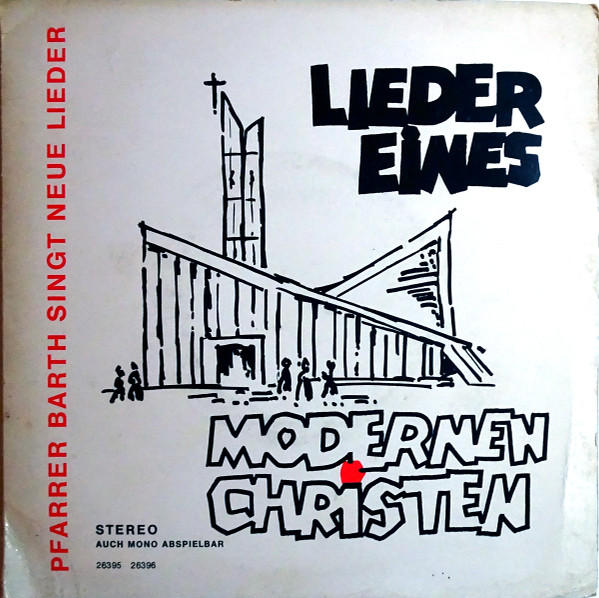 PFARRER BARTH SINGT NEUE LIEDER
LIEDER
EINES
MODERNEN
CHRISTEN
STEREO
AUCH MONO ABSPIELBAR
26395 26396